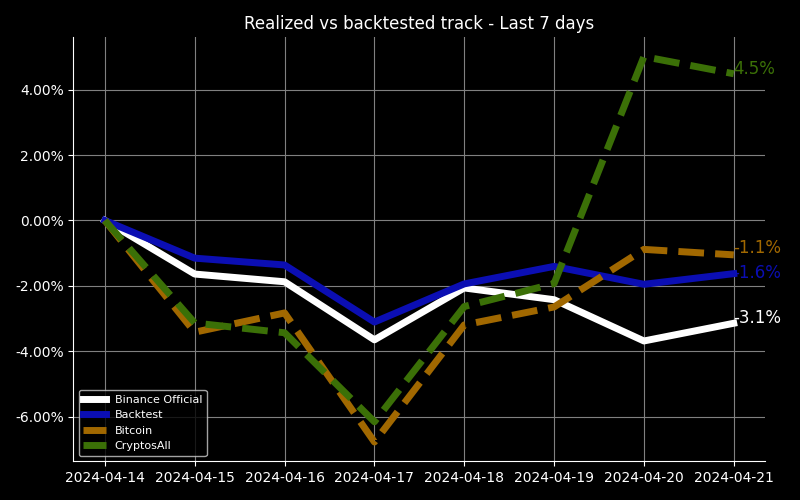 Realized vs backtested track - Last 7 days
4.00%
2.00%
0.00%
-2.00%
-4.00%
-6.00%
4.5%
-1.1%
-1.6%
-3.1%
Binance Official
Backtest
Bitcoin
CryptosAll
2024-04-14 2024-04-15 2024-04-16 2024-04-17 2024-04-18 2024-04-19 2024-04-20 2024-04-21